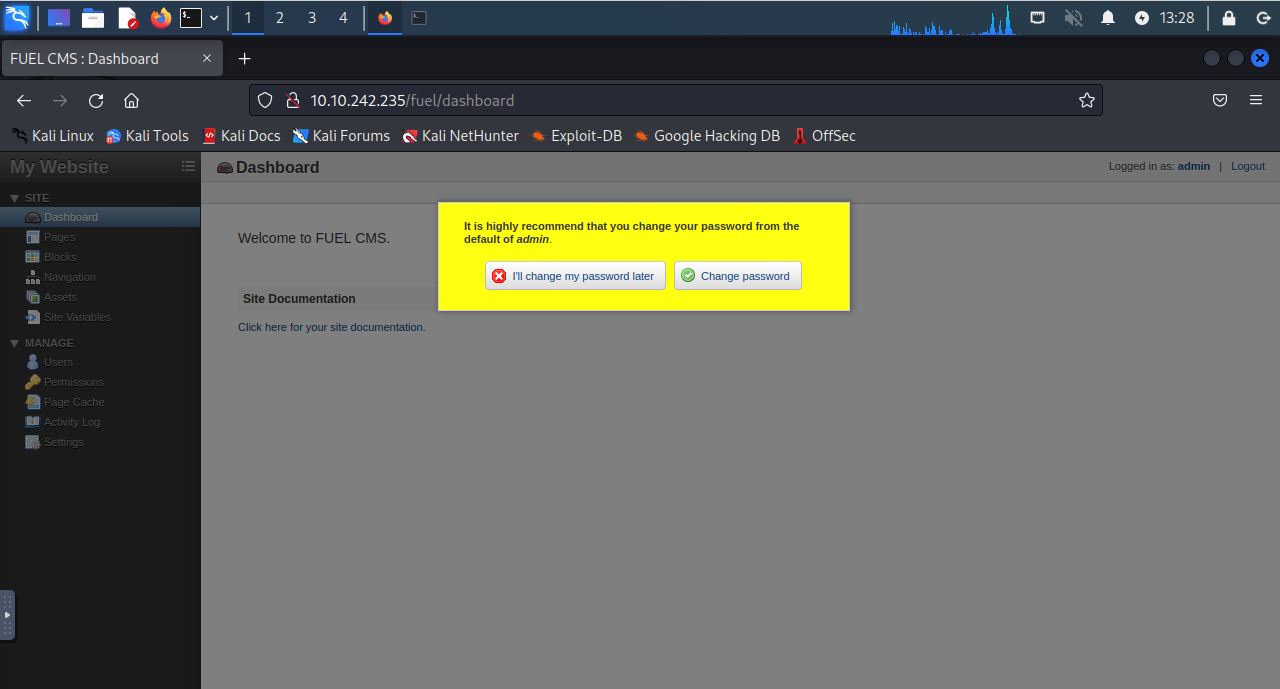 1 2 3 4 13:28
FUEL CMS : Dashboard
10.10.242.235/fuel/dashboard
Kali Linux Kali Tools Kali Docs Kali Forums Kali NetHunter Exploit-DB Google Hacking DB OffSec
My Website
Dashboard
Logged in as: admin | Logout
SITE
Dashboard
Pages
Blocks
Navigation
Assets
Site Variables
MANAGE
Users
Permissions
Page Cache
Activity Log
Settings
Welcome to FUEL CMS.
It is highly recommend that you change your password from the
default of admin.
I'll change my password later Change password
Site Documentation
Click here for your site documentation.